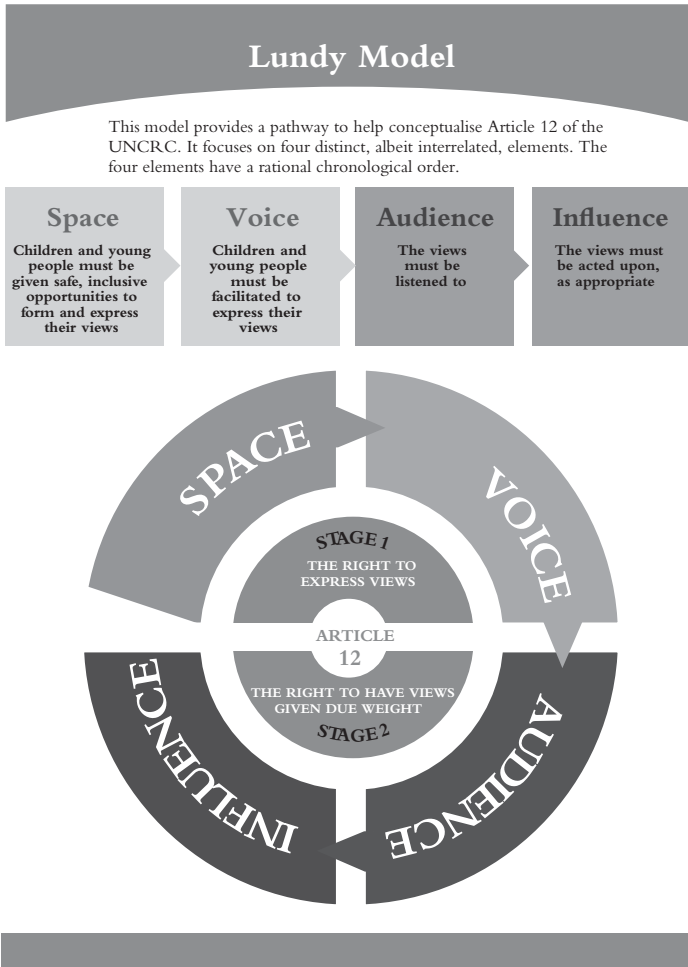 Lundy Model
This model provides a pathway to help conceptualise Article 12 of the
UNCRC. It focuses on four distinct, albeit interrelated, elements. The
four elements have a rational chronological order.
Space
Children and young
people must be
given safe, inclusive
opportunities to
form and express
their views
Voice
Children and
young people
must be
facilitated to
express their
views
Audience
The views
must be
listened to
Influence
The views must
be acted upon,
as appropriate
SPACE
VOICE
STAGE 1
THE RIGHT TO
EXPRESS VIEWS
ARTICLE
12
THE RIGHT TO HAVE VIEWS
GIVEN DUE WEIGHT
STAGE 2
AUDIENCE
INFLUENCE